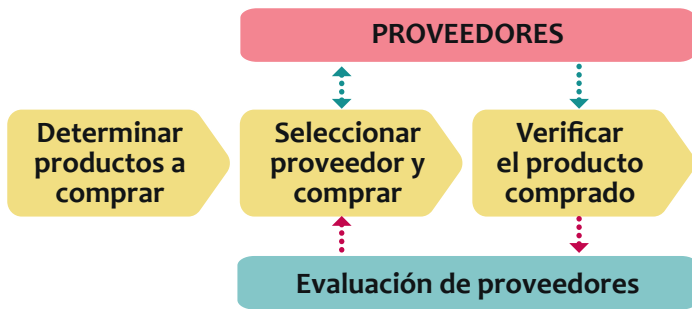 PROVEEDORES
Determinar
productos a
comprar
Seleccionar
proveedor y
comprar
Verificar
el producto
comprado
Evaluación de proveedores